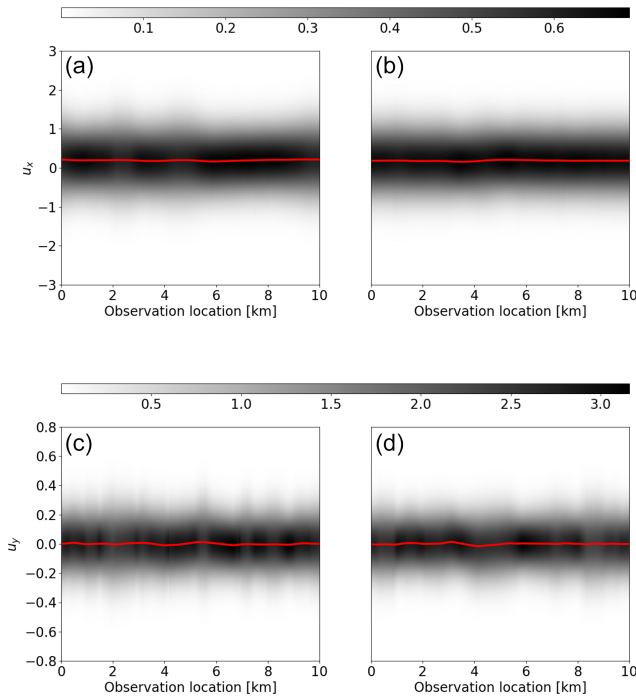 0.1 0.2 0.3 0.4 0.5 0.6
(a) (b)
3
2
1
0
−1
−2
−3
u_x
0 2 4 6 8 10 0 2 4 6 8 10
Observation location [km] Observation location [km]
0.5 1.0 1.5 2.0 2.5 3.0
(c) (d)
0.8
0.6
0.4
0.2
0.0
−0.2
−0.4
−0.6
−0.8
u_y
0 2 4 6 8 10 0 2 4 6 8 10
Observation location [km] Observation location [km]